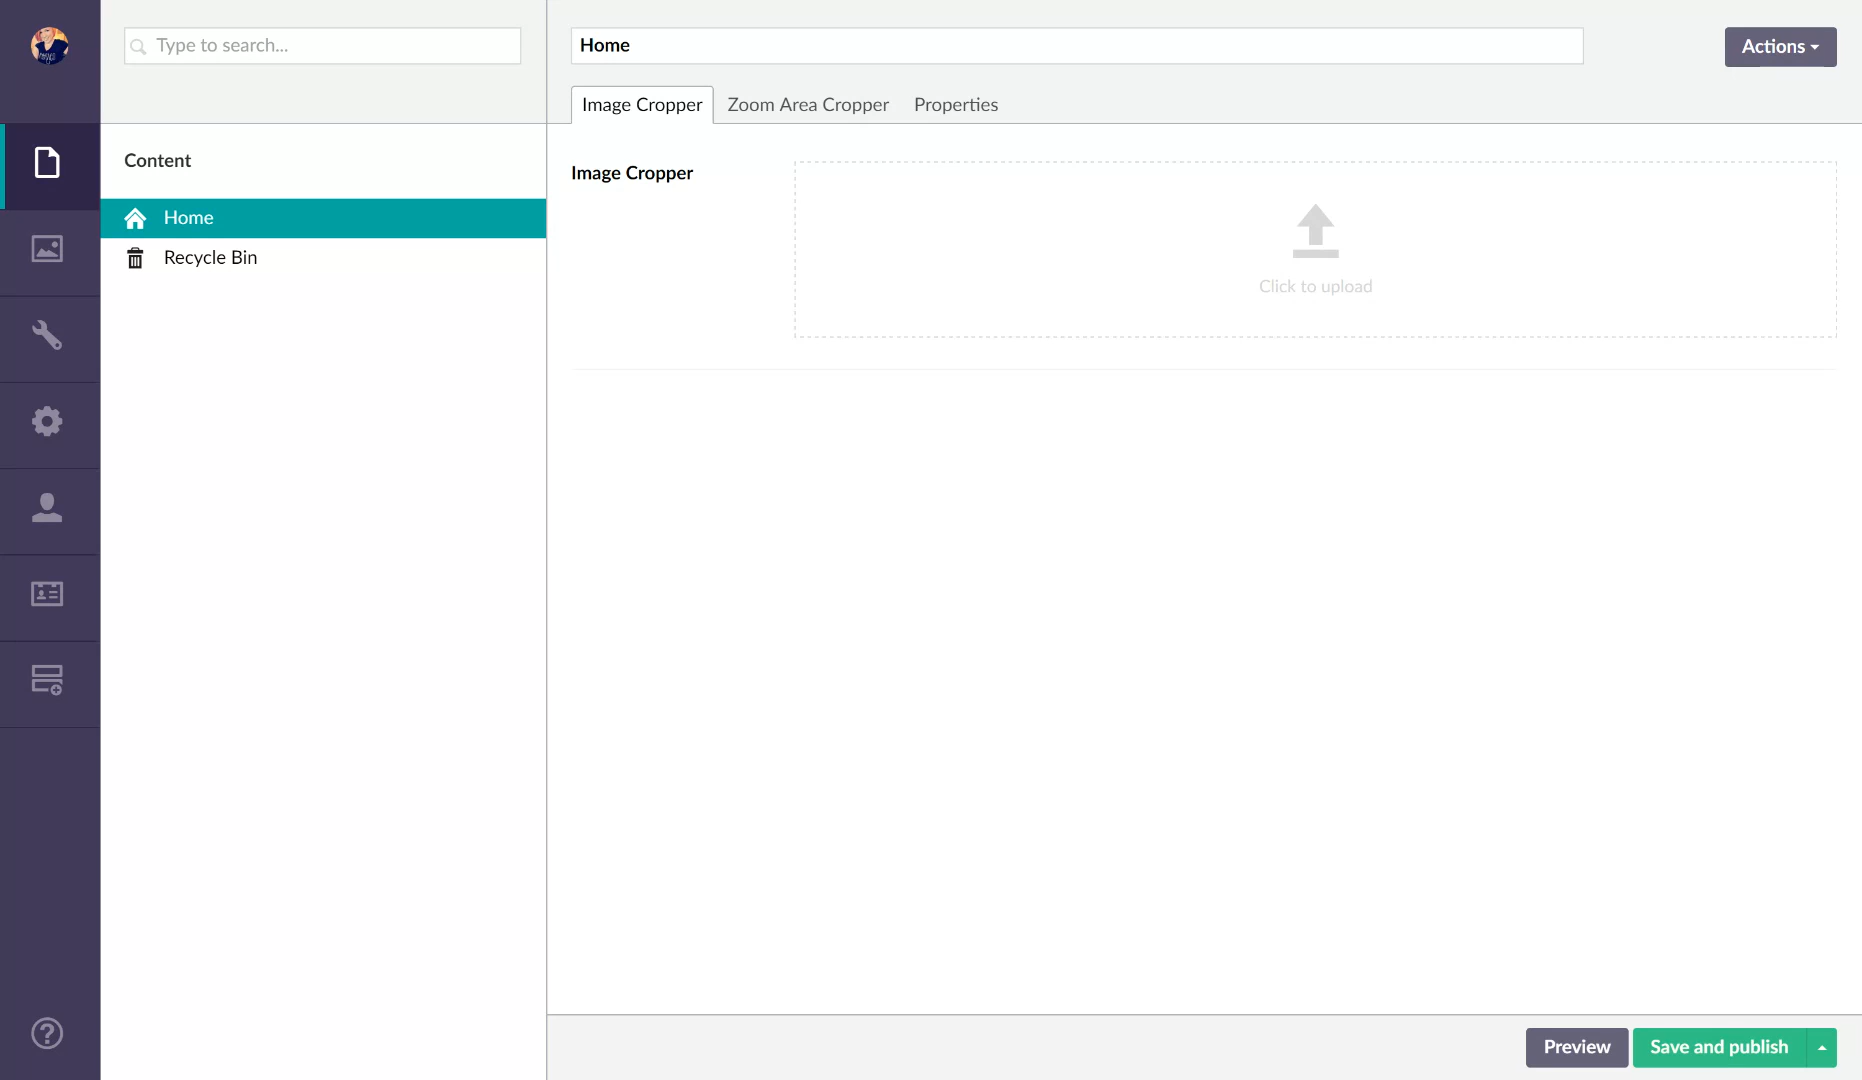 Type to search...
Home
Actions
Image Cropper
Zoom Area Cropper
Properties
Content
Image Cropper
Home
Click to upload
Recycle Bin
Preview
Save and publish